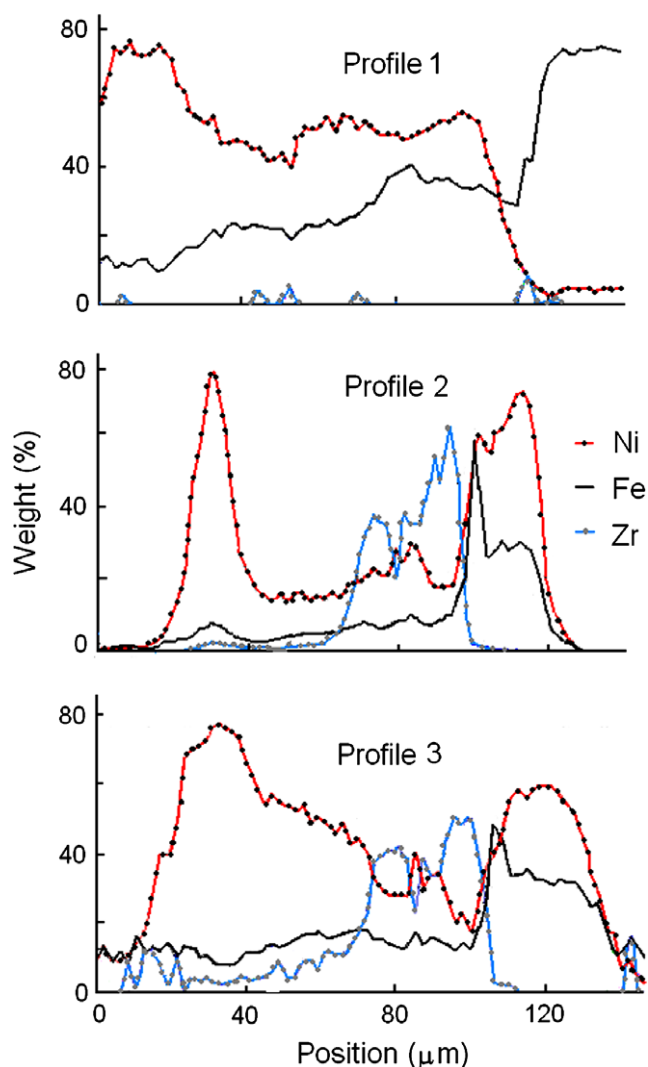 80
Profile 1
40
0
80
Profile 2
Ni
40
Fe
Zr
0
Weight (%)
80
Profile 3
40
0
0 40 80 120
Position (μm)